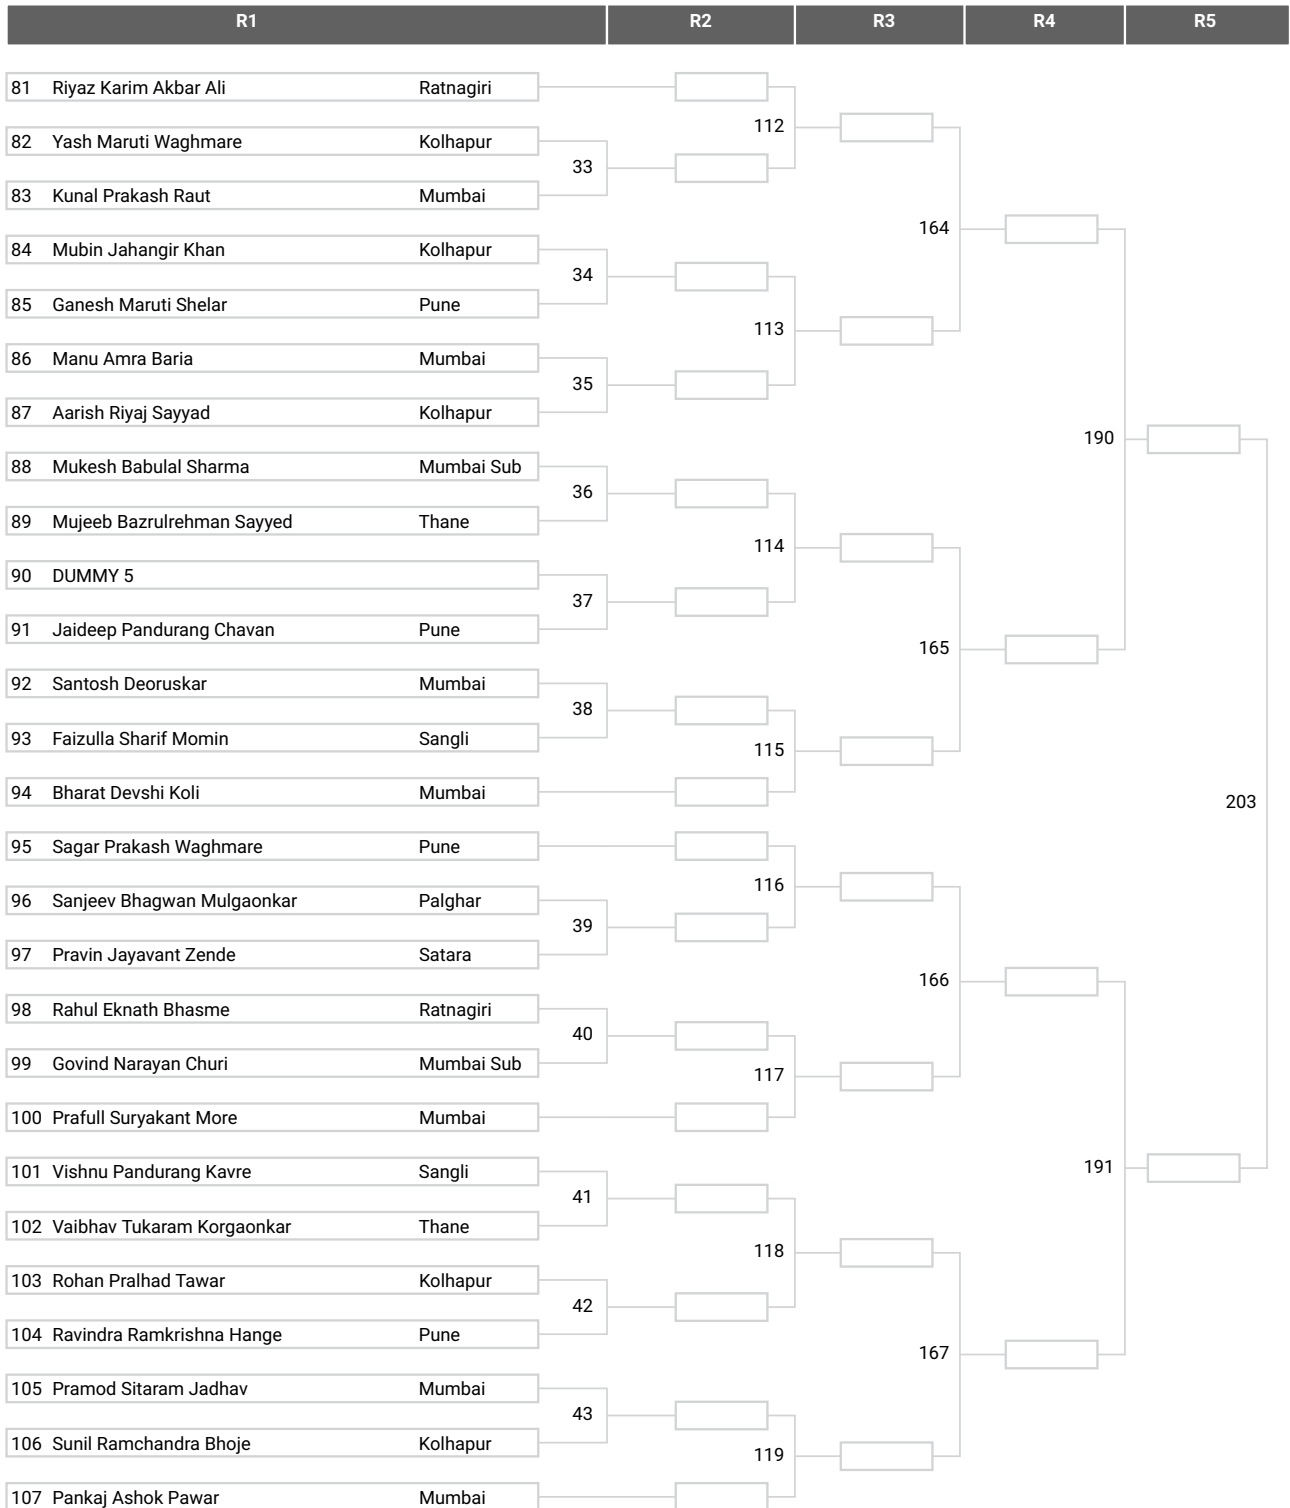 R1 R2 R3 R4 R5
81 Riyaz Karim Akbar Ali Ratnagiri
112
82 Yash Maruti Waghmare Kolhapur
33
83 Kunal Prakash Raut Mumbai
164
84 Mubin Jahangir Khan Kolhapur
34
85 Ganesh Maruti Shelar Pune
113
86 Manu Amra Baria Mumbai
35
87 Aarish Riyaj Sayyad Kolhapur
190
88 Mukesh Babulal Sharma Mumbai Sub
36
89 Mujeeb Bazrulrehman Sayyed Thane
114
90 DUMMY 5
37
91 Jaideep Pandurang Chavan Pune
165
92 Santosh Deoruskar Mumbai
38
93 Faizulla Sharif Momin Sangli
115
94 Bharat Devshi Koli Mumbai
203
95 Sagar Prakash Waghmare Pune
116
96 Sanjeev Bhagwan Mulgaonkar Palghar
39
97 Pravin Jayavant Zende Satara
166
98 Rahul Eknath Bhasme Ratnagiri
40
99 Govind Narayan Churi Mumbai Sub
117
100 Prafull Suryakant More Mumbai
191
101 Vishnu Pandurang Kavre Sangli
41
102 Vaibhav Tukaram Korgaonkar Thane
118
103 Rohan Pralhad Tawar Kolhapur
42
104 Ravindra Ramkrishna Hange Pune
167
105 Pramod Sitaram Jadhav Mumbai
43
106 Sunil Ramchandra Bhoje Kolhapur
119
107 Pankaj Ashok Pawar Mumbai